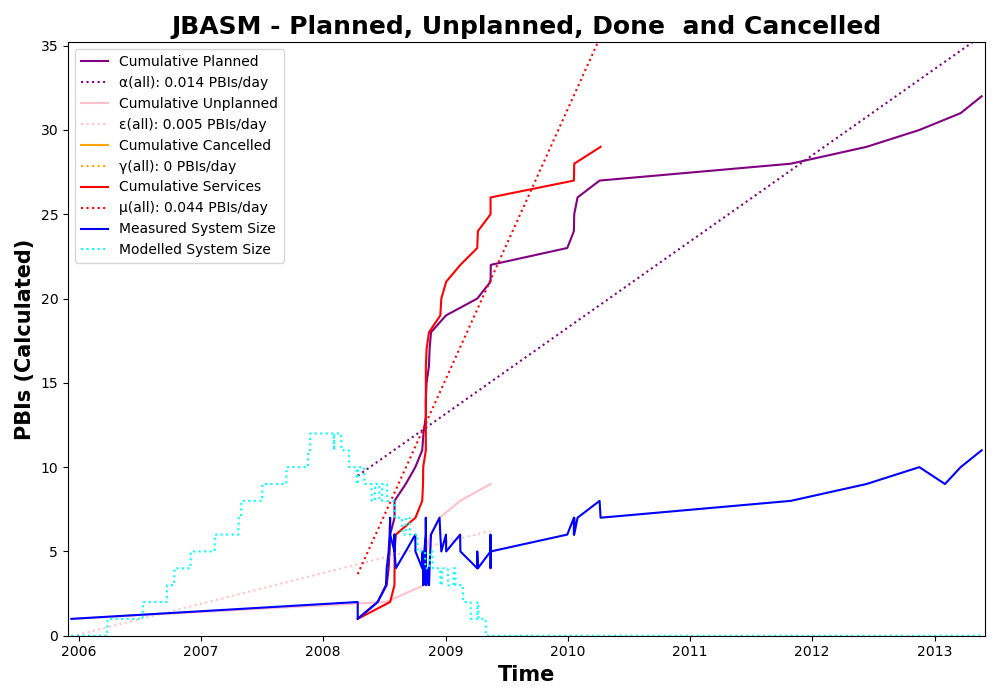 JBASM - Planned, Unplanned, Done  and Cancelled
PBIs (Calculated)
35
30
25
20
15
10
5
0
Cumulative Planned
α(all): 0.014 PBIs/day
Cumulative Unplanned
ε(all): 0.005 PBIs/day
Cumulative Cancelled
γ(all): 0 PBIs/day
Cumulative Services
μ(all): 0.044 PBIs/day
Measured System Size
Modelled System Size
2006 2007 2008 2009 2010 2011 2012 2013
Time